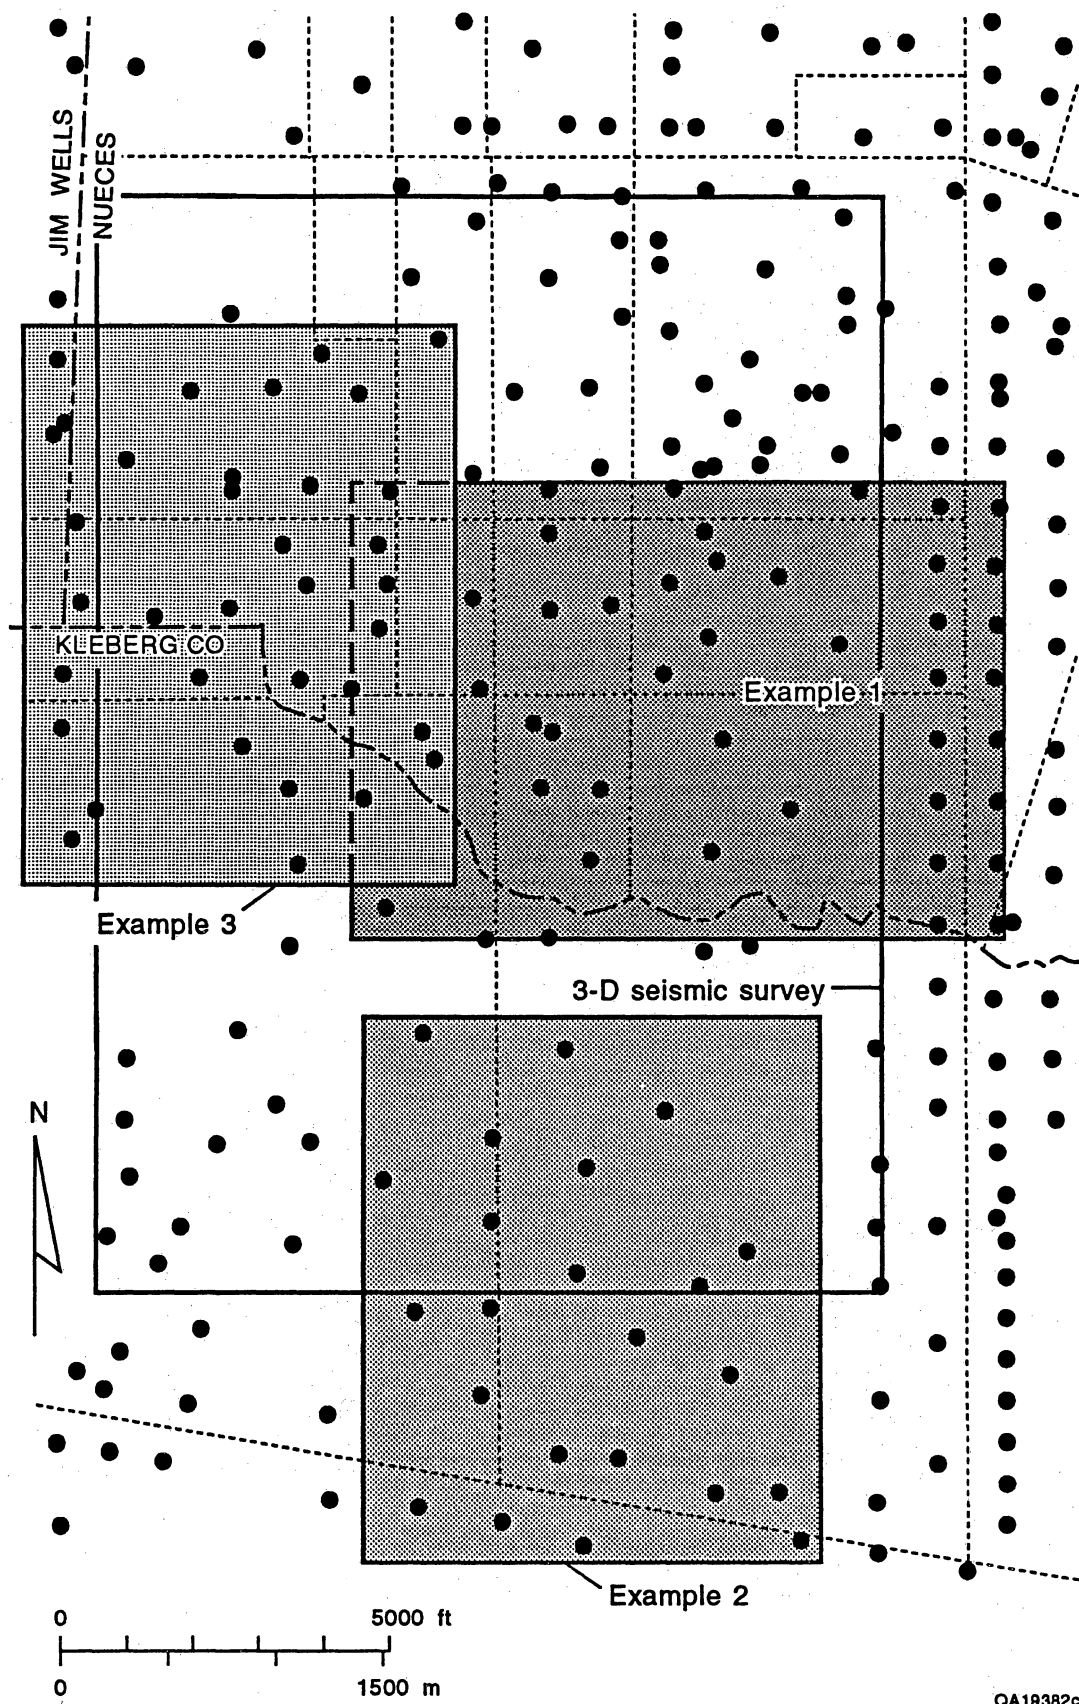 JIM WELLS
NUECES
KLEBERG CO
Example 1
Example 3
3-D seismic survey
N
Example 2
0 5000 ft
0 1500 m
QA19382c